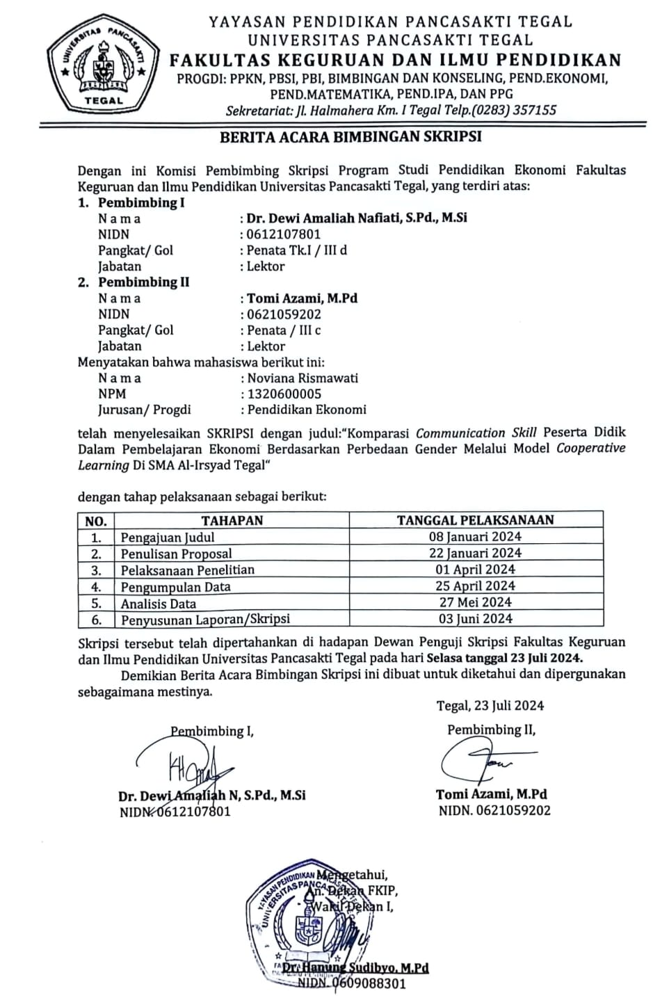 UNIVERSITAS PANCASAKTI
TEGAL
YAYASAN PENDIDIKAN PANCASAKTI TEGAL
UNIVERSITAS PANCASAKTI TEGAL
FAKULTAS KEGURUAN DAN ILMU PENDIDIKAN
PROGDI: PPKN, PBSI, PBI, BIMBINGAN DAN KONSELING, PEND.EKONOMI,
PEND.MATEMATIKA, PEND.IPA, DAN PPG
Sekretariat: Jl. Halmahera Km. I Tegal Telp.(0283) 357155
BERITA ACARA BIMBINGAN SKRIPSI
Dengan ini Komisi Pembimbing Skripsi Program Studi Pendidikan Ekonomi Fakultas
Keguruan dan Ilmu Pendidikan Universitas Pancasakti Tegal, yang terdiri atas:
1. Pembimbing I
N a m a : Dr. Dewi Amaliah Nafiati, S.Pd., M.Si
NIDN : 0612107801
Pangkat/ Gol : Penata Tk.I / III d
Jabatan : Lektor
2. Pembimbing II
N a m a : Tomi Azami, M.Pd
NIDN : 0621059202
Pangkat/ Gol : Penata / III c
Jabatan : Lektor
Menyatakan bahwa mahasiswa berikut ini:
N a m a : Noviana Rismawati
NPM : 1320600005
Jurusan/ Progdi : Pendidikan Ekonomi
telah menyelesaikan SKRIPSI dengan judul:“Komparasi Communication Skill Peserta Didik
Dalam Pembelajaran Ekonomi Berdasarkan Perbedaan Gender Melalui Model Cooperative
Learning Di SMA Al-Irsyad Tegal“
dengan tahap pelaksanaan sebagai berikut:
NO. TAHAPAN TANGGAL PELAKSANAAN
1. Pengajuan Judul 08 Januari 2024
2. Penulisan Proposal 22 Januari 2024
3. Pelaksanaan Penelitian 01 April 2024
4. Pengumpulan Data 25 April 2024
5. Analisis Data 27 Mei 2024
6. Penyusunan Laporan/Skripsi 03 Juni 2024
Skripsi tersebut telah dipertahankan di hadapan Dewan Penguji Skripsi Fakultas Keguruan
dan Ilmu Pendidikan Universitas Pancasakti Tegal pada hari Selasa tanggal 23 Juli 2024.
Demikian Berita Acara Bimbingan Skripsi ini dibuat untuk diketahui dan dipergunakan
sebagaimana mestinya.
Tegal, 23 Juli 2024
Pembimbing I, Pembimbing II,
Dr. Dewi Amaliah N, S.Pd., M.Si Tomi Azami, M.Pd
NIDN. 0612107801 NIDN. 0621059202
YAYASAN PENDIDIKAN
UNIVERSITAS
Mengetahui,
An. Dekan FKIP,
Wakil Dekan I,
Dr. Hanung Sudibyo, M.Pd
NIDN. 0609088301